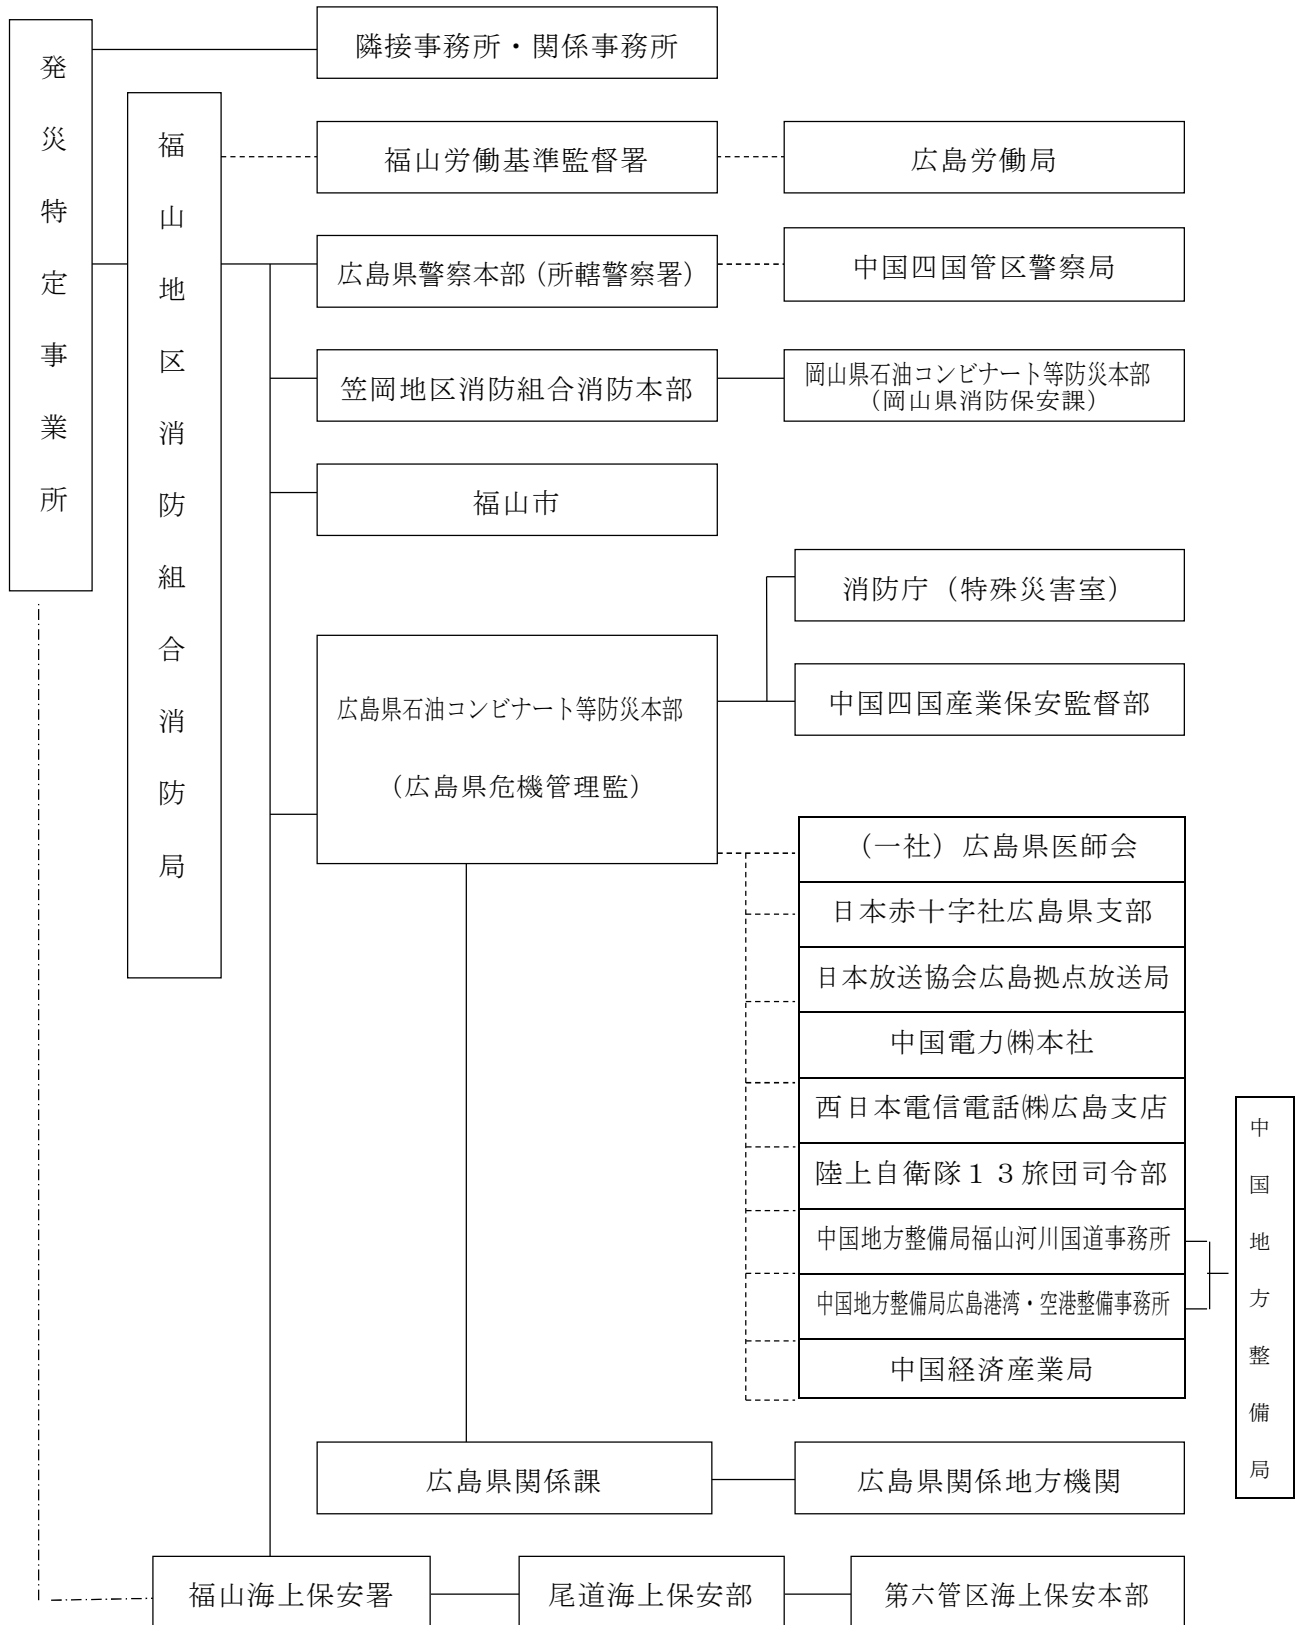 発災特定事業所
隣接事務所・関係事務所
福山地区消防組合消防局
福山労働基準監督署
広島労働局
広島県警察本部（所轄警察署）
中国四国管区警察局
笠岡地区消防組合消防本部
岡山県石油コンビナート等防災本部
（岡山県消防保安課）
福山市
消防庁（特殊災害室）
広島県石油コンビナート等防災本部
（広島県危機管理監）
中国四国産業保安監督部
（一社）広島県医師会
日本赤十字社広島県支部
日本放送協会広島拠点放送局
中国電力㈱本社
西日本電信電話㈱広島支店
陸上自衛隊１３旅団司令部
中国地方整備局福山河川国道事務所
中国地方整備局広島港湾・空港整備事務所
中国経済産業局
中国地方整備局
広島県関係課
広島県関係地方機関
福山海上保安署
尾道海上保安部
第六管区海上保安本部